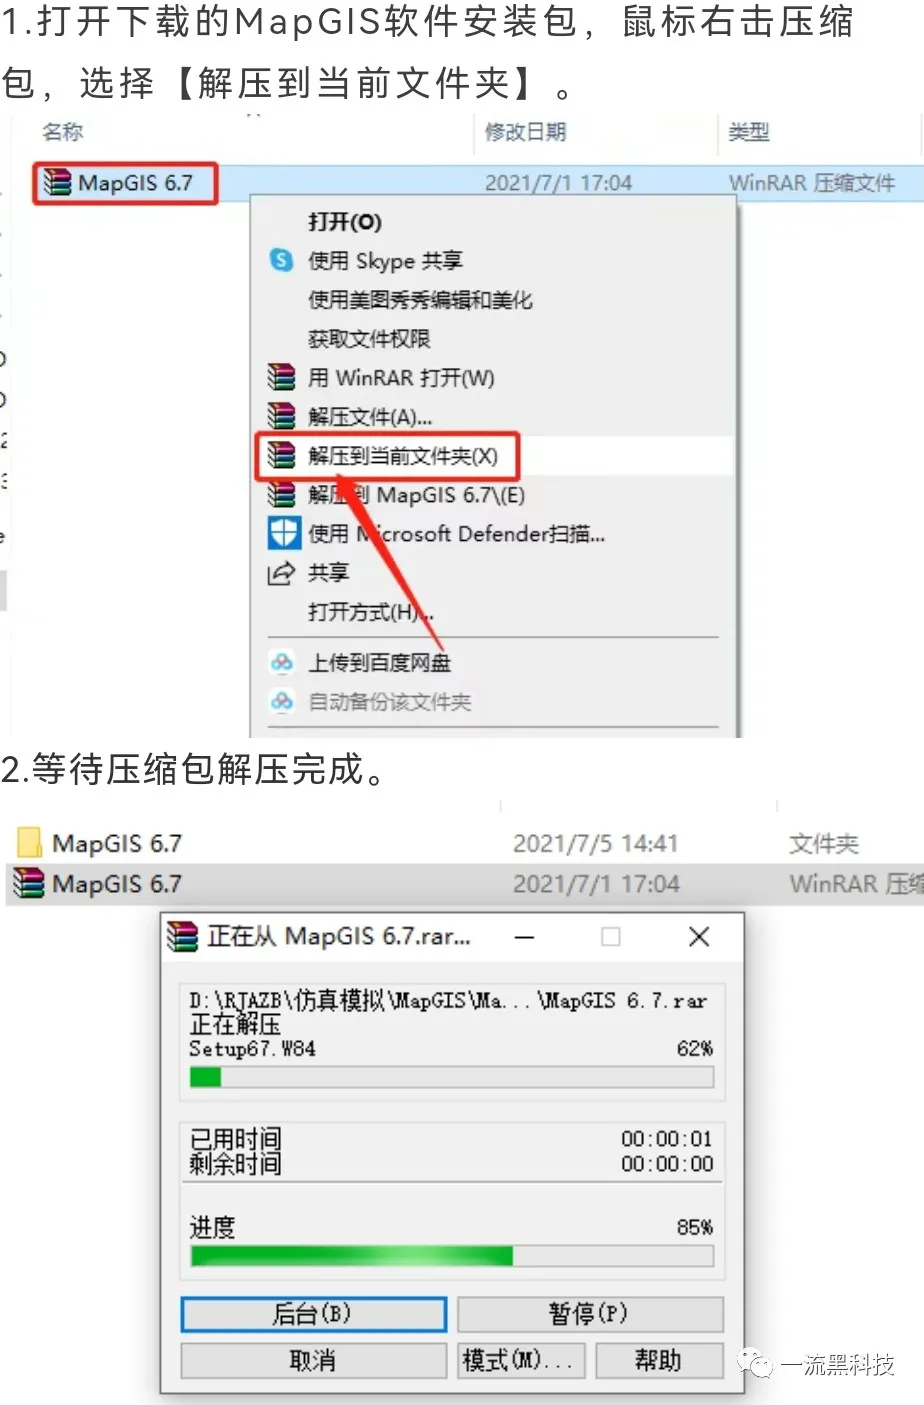 1.打开下载的MapGIS软件安装包，鼠标右击压缩
包，选择【解压到当前文件夹】。
名称 修改日期 类型
MapGIS 6.7 2021/7/1 17:04 WinRAR 压缩文件
打开(O)
使用 Skype 共享
使用美图秀秀编辑和美化
获取文件权限
用 WinRAR 打开(W)
解压文件(A)...
解压到当前文件夹(X)
解压到 MapGIS 6.7\(E)
使用 Microsoft Defender扫描...
共享
打开方式(H)...
上传到百度网盘
自动备份该文件夹
2.等待压缩包解压完成。
MapGIS 6.7 2021/7/5 14:41 文件夹
MapGIS 6.7 2021/7/1 17:04 WinRAR 压缩
正在从 MapGIS 6.7.rar...
D:\RJAZB\仿真模拟\MapGIS\Ma...\MapGIS 6.7.rar
正在解压
Setup67.W84 62%
已用时间 00:00:01
剩余时间 00:00:00
进度 85%
后台(B) 暂停(P)
取消 模式(M)... 帮助
一流黑科技